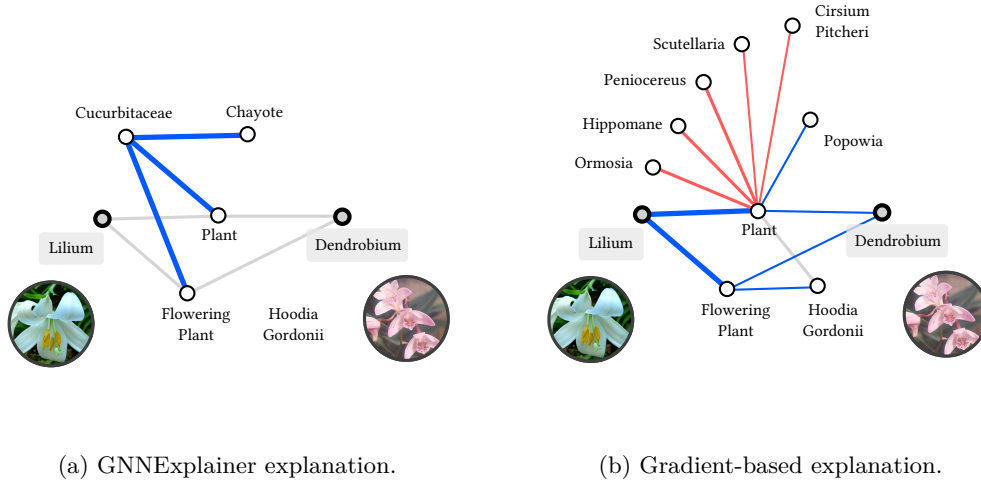 Cucurbitaceae
Chayote
Lilium
Plant
Dendrobium
Flowering
Plant
Hoodia
Gordonii
(a) GNNExplainer explanation.
Cirsium
Pitcheri
Scutellaria
Peniocereus
Hippomane
Popowia
Ormosia
Lilium
Plant
Dendrobium
Flowering
Plant
Hoodia
Gordonii
(b) Gradient-based explanation.